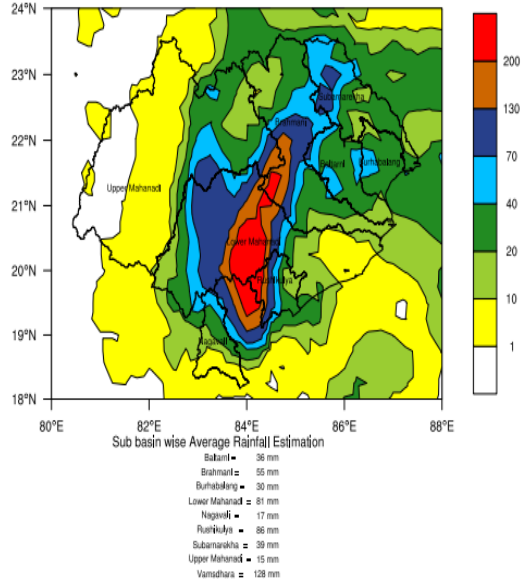 24°N
23°N
22°N
21°N
20°N
19°N
18°N
80°E 82°E 84°E 86°E 88°E
200
130
70
40
20
10
1
Subarnarekha
Brahmani
Baitarni
Burhabalang
Upper Mahanadi
Lower Mahanadi
Rushikulya
Nagavali
Sub basin wise Average Rainfall Estimation
Baitarni = 36 mm
Brahmani = 55 mm
Burhabalang = 30 mm
Lower Mahanadi = 81 mm
Nagavali = 17 mm
Rushikulya = 86 mm
Subarnarekha = 39 mm
Upper Mahanadi = 15 mm
Vamsdhara = 128 mm